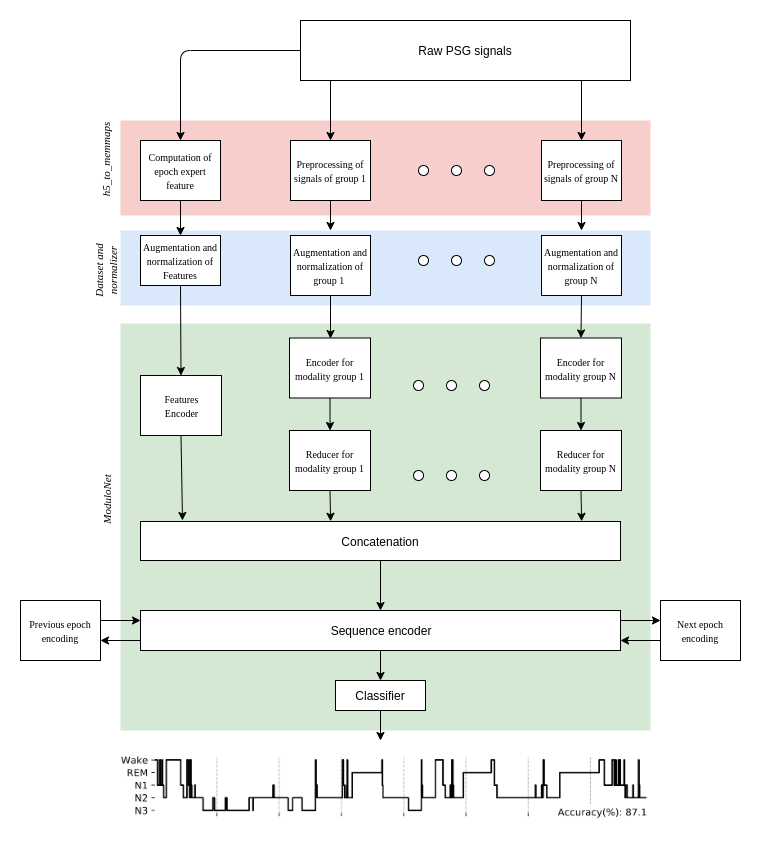 Raw PSG signals
h5_to_memmaps
Computation of
epoch expert
feature
Preprocessing of
signals of group 1
Preprocessing of
signals of group N
Dataset and
normalizer
Augmentation and
normalization of
Features
Augmentation and
normalization of
group 1
Augmentation and
normalization of
group N
ModuloNet
Features
Encoder
Encoder for
modality group 1
Encoder for
modality group N
Reducer for
modality group 1
Reducer for
modality group N
Concatenation
Previous epoch
encoding
Sequence encoder
Next epoch
encoding
Classifier
Wake
REM
N1
N2
N3
Accuracy(%): 87.1